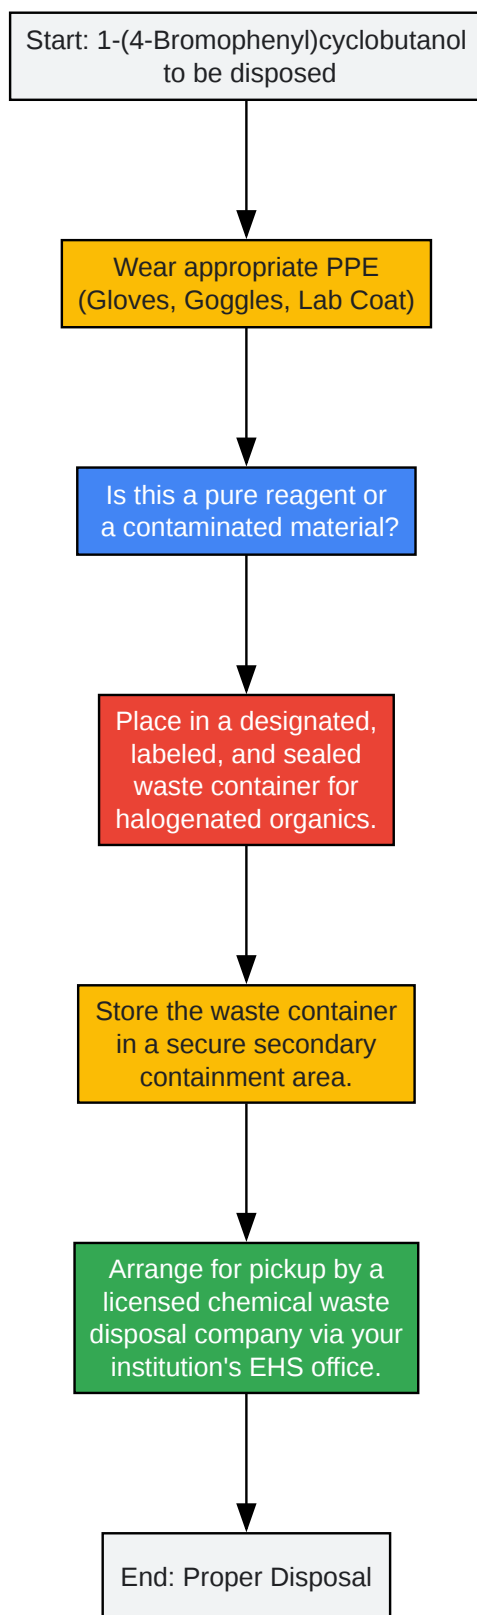 Start: 1-(4-Bromophenyl)cyclobutanol
to be disposed
Wear appropriate PPE
(Gloves, Goggles, Lab Coat)
Is this a pure reagent or
a contaminated material?
Place in a designated,
labeled, and sealed
waste container for
halogenated organics.
Store the waste container
in a secure secondary
containment area.
Arrange for pickup by a
licensed chemical waste
disposal company via your
institution's EHS office.
End: Proper Disposal